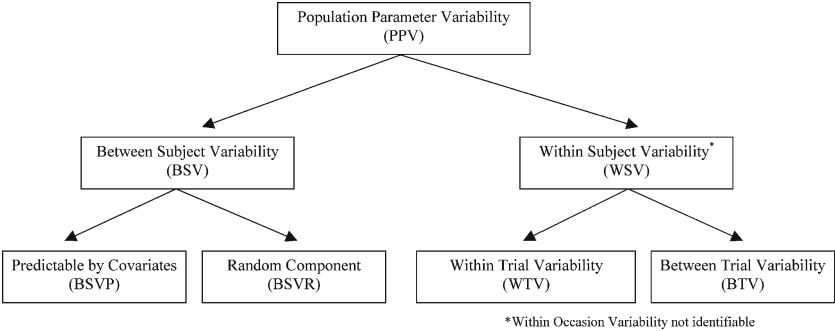 Population Parameter Variability
(PPV)
Between Subject Variability
(BSV)
Within Subject Variability*
(WSV)
Predictable by Covariates
(BSVP)
Random Component
(BSVR)
Within Trial Variability
(WTV)
Between Trial Variability
(BTV)
*Within Occasion Variability not identifiable